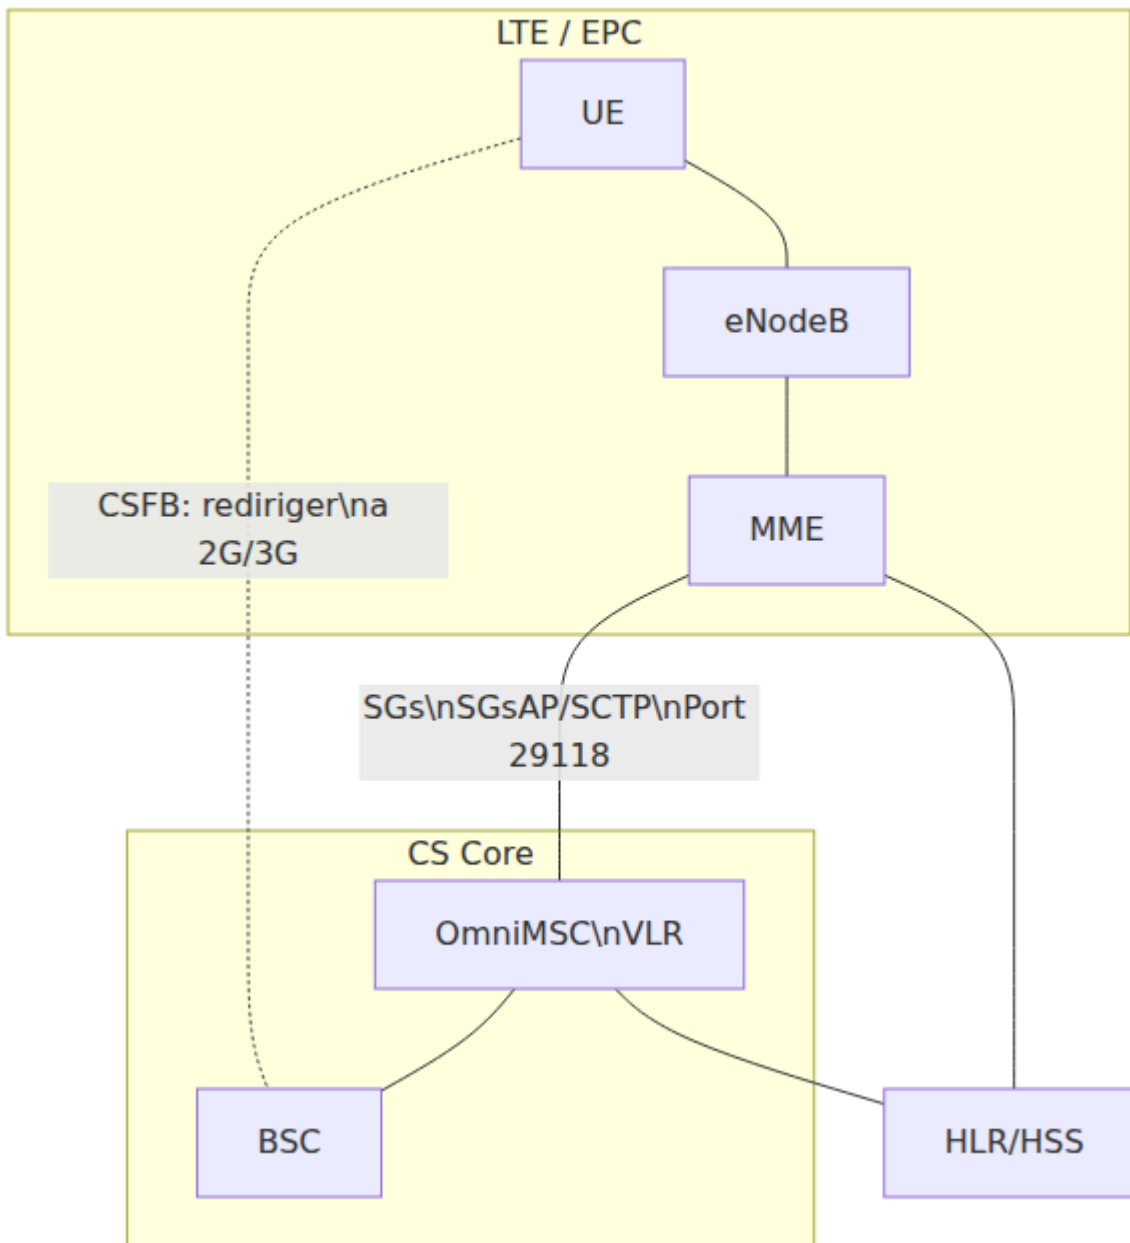 LTE / EPC
UE
eNodeB
CSFB: rediriger\na
2G/3G
MME
SGs\nSGsAP/SCTP\nPort
29118
CS Core
OmniMSC\nVLR
BSC
HLR/HSS